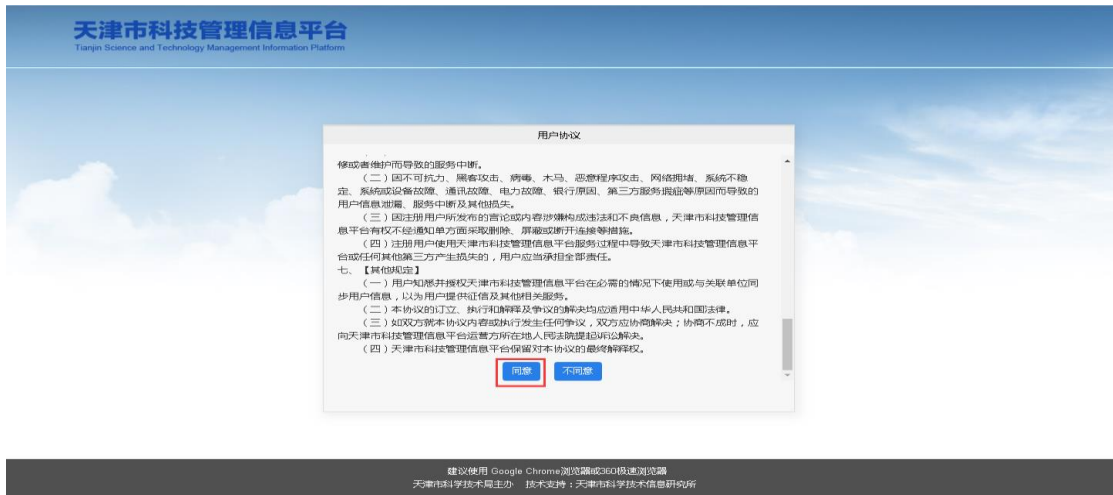 天津市科技管理信息平台
Tianjin Science and Technology Management Information Platform
用户协议
修或者维护而导致的服务中断。
（二）因不可抗力、黑客攻击、病毒、木马、恶意程序攻击、网络拥堵、系统不稳
定、系统或设备故障、通讯故障、电力故障、银行原因、第三方服务瑕疵等原因而导致的
用户信息泄漏、服务中断及其他损失。
（三）因注册用户所发布的言论或内容涉嫌构成违法和不良信息，天津市科技管理信
息平台有权不经通知单方面采取删除、屏蔽或断开连接等措施。
（四）注册用户使用天津市科技管理信息平台服务过程中导致天津市科技管理信息平
台或任何其他第三方产生损失的，用户应当承担全部责任。
七、【其他规定】
（一）用户知悉并授权天津市科技管理信息平台在必需的情况下使用或与关联单位同
步用户信息，以为用户提供征信及其他相关服务。
（二）本协议的订立、执行和解释及争议的解决均应适用中华人民共和国法律。
（三）如双方就本协议内容或执行发生任何争议，双方应协商解决；协商不成时，应
向天津市科技管理信息平台运营方所在地人民法院提起诉讼解决。
（四）天津市科技管理信息平台保留对本协议的最终解释权。
同意 不同意
建议使用 Google Chrome浏览器或360极速浏览器
天津市科学技术局主办 技术支持：天津市科学技术信息研究所